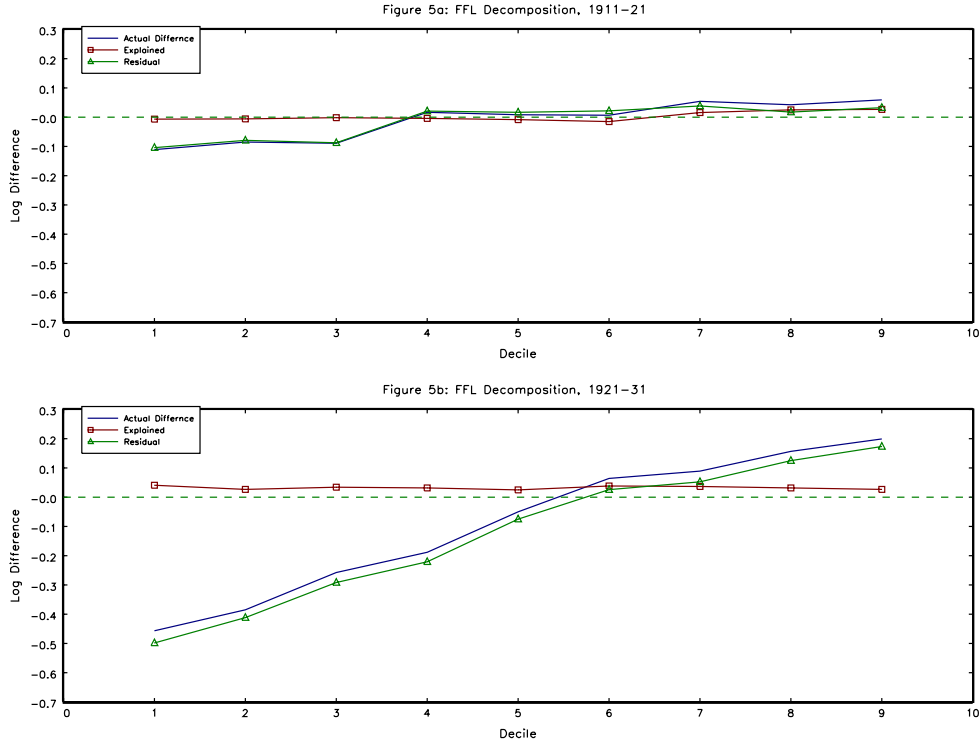 Figure 5a: FFL Decomposition, 1911-21
Actual Differnce
Explained
Residual
Log Difference
0.3
0.2
0.1
-0.0
-0.1
-0.2
-0.3
-0.4
-0.5
-0.6
-0.7
0 1 2 3 4 5 6 7 8 9 10
Decile
Figure 5b: FFL Decomposition, 1921-31
Actual Differnce
Explained
Residual
Log Difference
0.3
0.2
0.1
-0.0
-0.1
-0.2
-0.3
-0.4
-0.5
-0.6
-0.7
0 1 2 3 4 5 6 7 8 9 10
Decile